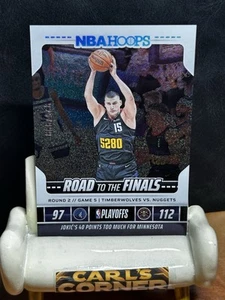 NBA HOOPS
15
5280
ROAD TO THE FINALS
ROUND 2 // GAME 5 | TIMBERWOLVES VS. NUGGETS
97 PLAYOFFS 112
JOKIĆ'S 40 POINTS TOO MUCH FOR MINNESOTA
CARLS
CORNER